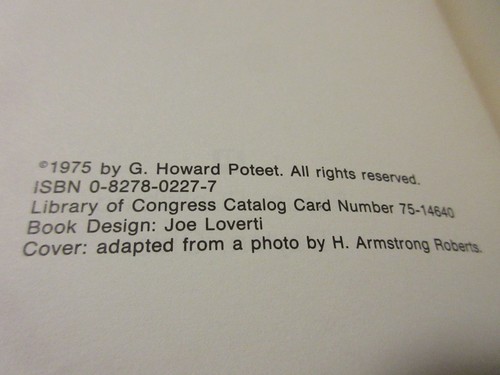 ©1975 by G. Howard Poteet. All rights reserved.
ISBN 0-8278-0227-7
Library of Congress Catalog Card Number 75-14640
Book Design: Joe Loverti
Cover: adapted from a photo by H. Armstrong Roberts.